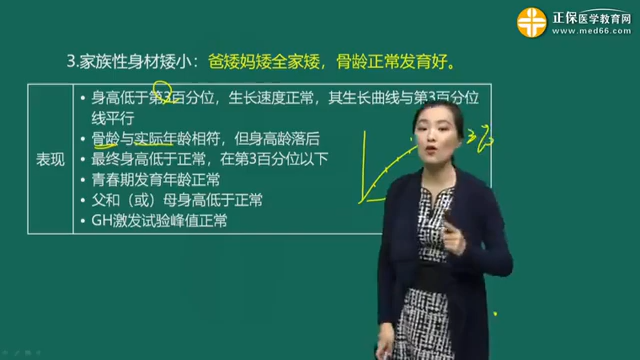 正保医学教育网
www.med66.com
3.家族性身材矮小：爸矮妈矮全家矮，骨龄正常发育好。
表现
• 身高低于第3百分位，生长速度正常，其生长曲线与第3百分位
线平行
• 骨龄与实际年龄相符，但身高龄落后
• 最终身高低于正常，在第3百分位以下
• 青春期发育年龄正常
• 父和（或）母身高低于正常
• GH激发试验峰值正常